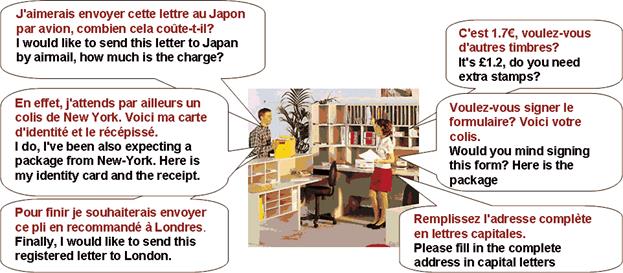 J'aimerais envoyer cette lettre au Japon
par avion, combien cela coûte-t-il?
I would like to send this letter to Japan
by airmail, how much is the charge?
C'est 1.7€, voulez-vous
d'autres timbres?
It's £1.2, do you need
extra stamps?
En effet, j'attends par ailleurs un
colis de New York. Voici ma carte
d'identité et le récépissé.
I do, I've been also expecting a
package from New-York. Here is
my identity card and the receipt.
Voulez-vous signer le
formulaire? Voici votre
colis.
Would you mind signing
this form? Here is the
package
Pour finir je souhaiterais envoyer
ce pli en recommandé à Londres.
Finally, I would like to send this
registered letter to London.
Remplissez l'adresse complète
en lettres capitales.
Please fill in the complete
address in capital letters